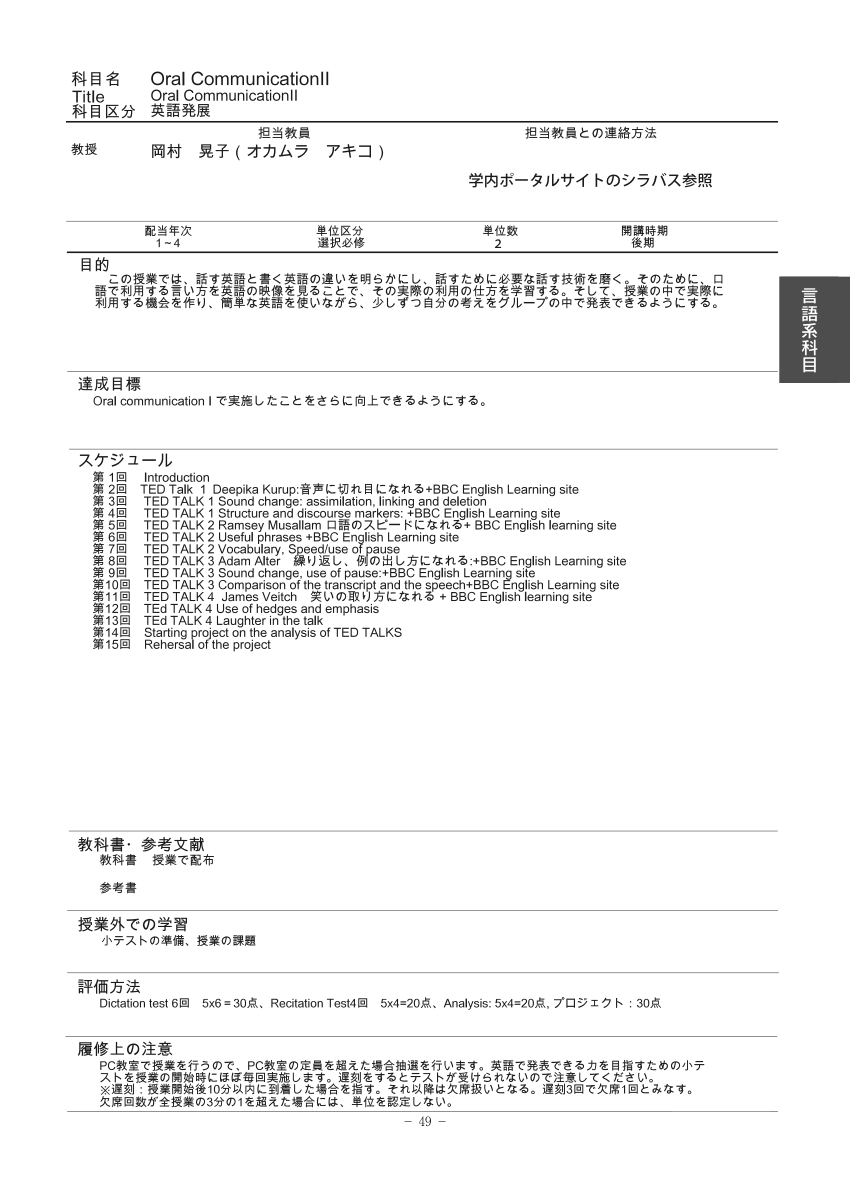 科目名 Oral CommunicationII
Title Oral CommunicationII
科目区分 英語発展
担当教員 担当教員との連絡方法
教授 岡村 晃子(オカムラ アキコ)
学内ポータルサイトのシラバス参照
配当年次 単位区分 単位数 開講時期
1~4 選択必修 2 後期
目的
この授業では、話す英語と書く英語の違いを明らかにし、話すために必要な話す技術を磨く。そのために、口
語で利用する言い方を英語の映像を見ることで、その実際の利用の仕方を学習する。そして、授業の中で実際に
利用する機会を作り、簡単な英語を使いながら、少しずつ自分の考えをグループの中で発表できるようにする。
言語系科目
達成目標
Oral communication I で実施したことをさらに向上できるようにする。
スケジュール
第 1回 Introduction
第 2回 TED Talk 1 Deepika Kurup:音声に切れ目になれる+BBC English Learning site
第 3回 TED TALK 1 Sound change: assimilation, linking and deletion
第 4回 TED TALK 1 Structure and discourse markers: +BBC English Learning site
第 5回 TED TALK 2 Ramsey Musallam 口語のスピードになれる+ BBC English learning site
第 6回 TED TALK 2 Useful phrases +BBC English Learning site
第 7回 TED TALK 2 Vocabulary, Speed/use of pause
第 8回 TED TALK 3 Adam Alter 繰り返し、例の出し方になれる:+BBC English Learning site
第 9回 TED TALK 3 Sound change, use of pause:+BBC English Learning site
第10回 TED TALK 3 Comparison of the transcript and the speech+BBC English Learning site
第11回 TED TALK 4 James Veitch 笑いの取り方になれる + BBC English learning site
第12回 TEd TALK 4 Use of hedges and emphasis
第13回 TEd TALK 4 Laughter in the talk
第14回 Starting project on the analysis of TED TALKS
第15回 Rehersal of the project
教科書・参考文献
教科書 授業で配布
参考書
授業外での学習
小テストの準備、授業の課題
評価方法
Dictation test 6回 5x6 = 30点、Recitation Test4回 5x4=20点、Analysis: 5x4=20点, プロジェクト : 30点
履修上の注意
PC教室で授業を行うので、PC教室の定員を超えた場合抽選を行います。英語で発表できる力を目指すための小テ
ストを授業の開始時にほぼ毎回実施します。遅刻をするとテストが受けられないので注意してください。
※遅刻:授業開始後10分以内に到着した場合を指す。それ以降は欠席扱いとなる。遅刻3回で欠席1回とみなす。
欠席回数が全授業の3分の1を超えた場合には、単位を認定しない。
− 49 −